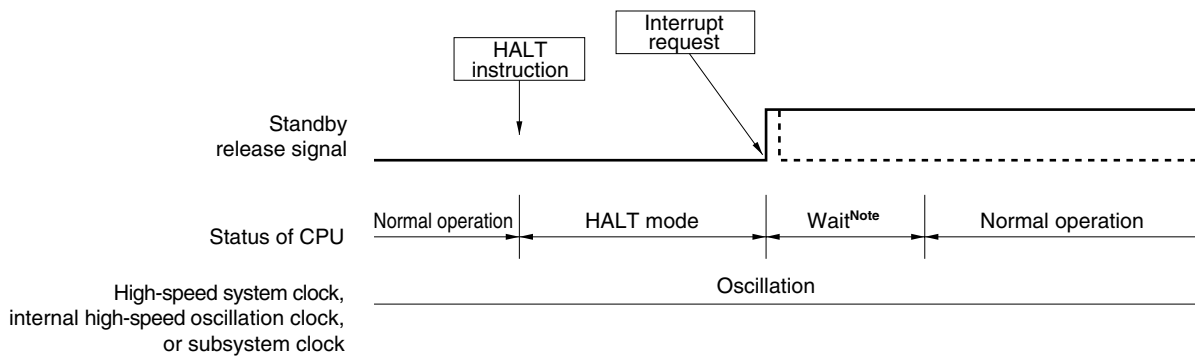 Interrupt
request
HALT
instruction
Standby
release signal
Status of CPU
Normal operation
HALT mode
WaitNote
Normal operation
High-speed system clock,
internal high-speed oscillation clock,
or subsystem clock
Oscillation